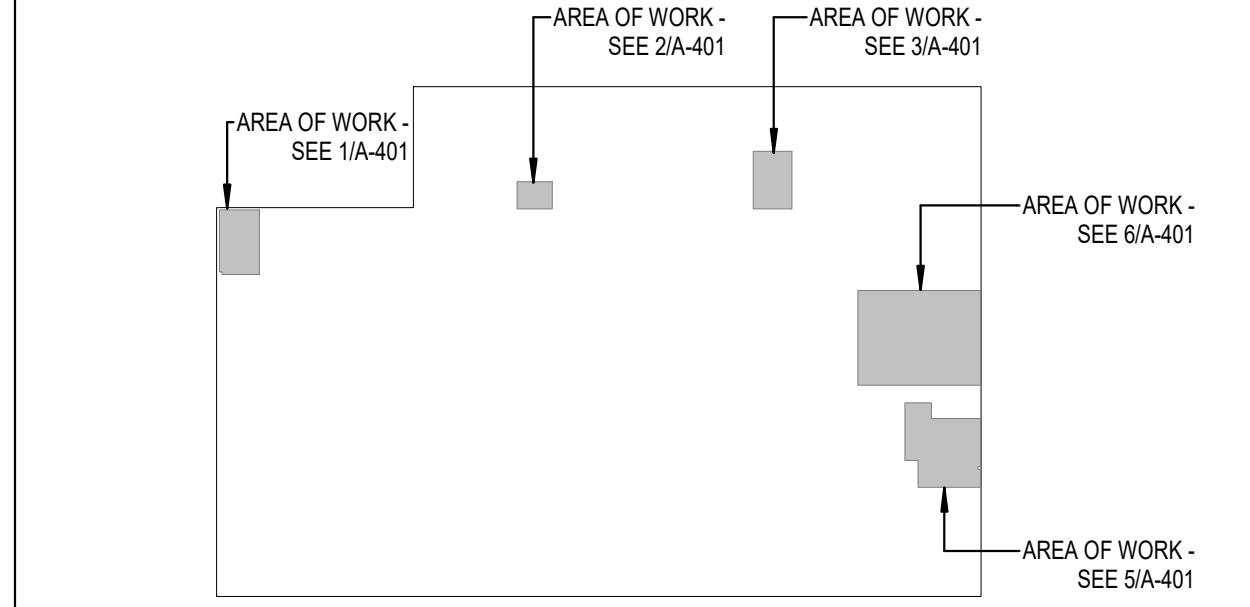 AREA OF WORK -
SEE 2/A-401
AREA OF WORK -
SEE 3/A-401
AREA OF WORK -
SEE 1/A-401
AREA OF WORK -
SEE 6/A-401
AREA OF WORK -
SEE 5/A-401